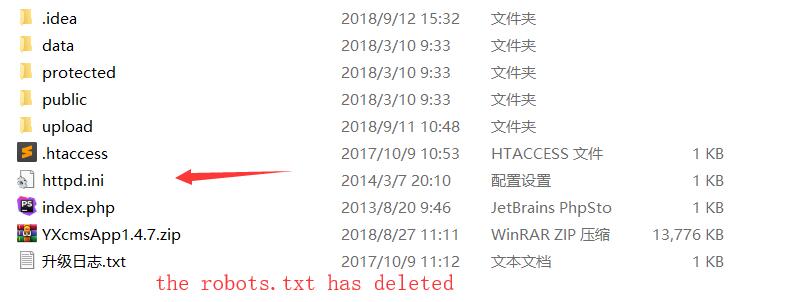 .idea 2018/9/12 15:32 文件夹
data 2018/3/10 9:33 文件夹
protected 2018/3/10 9:33 文件夹
public 2018/3/10 9:33 文件夹
upload 2018/9/11 10:48 文件夹
.htaccess 2017/10/9 10:53 HTACCESS 文件 1 KB
httpd.ini 2014/3/7 20:10 配置设置 1 KB
index.php 2013/8/20 9:46 JetBrains PhpSto 1 KB
YXcmsApp1.4.7.zip 2018/8/27 11:11 WinRAR ZIP 压缩 13,776 KB
升级日志.txt 2017/10/9 11:12 文本文档 1 KB
the robots.txt has deleted